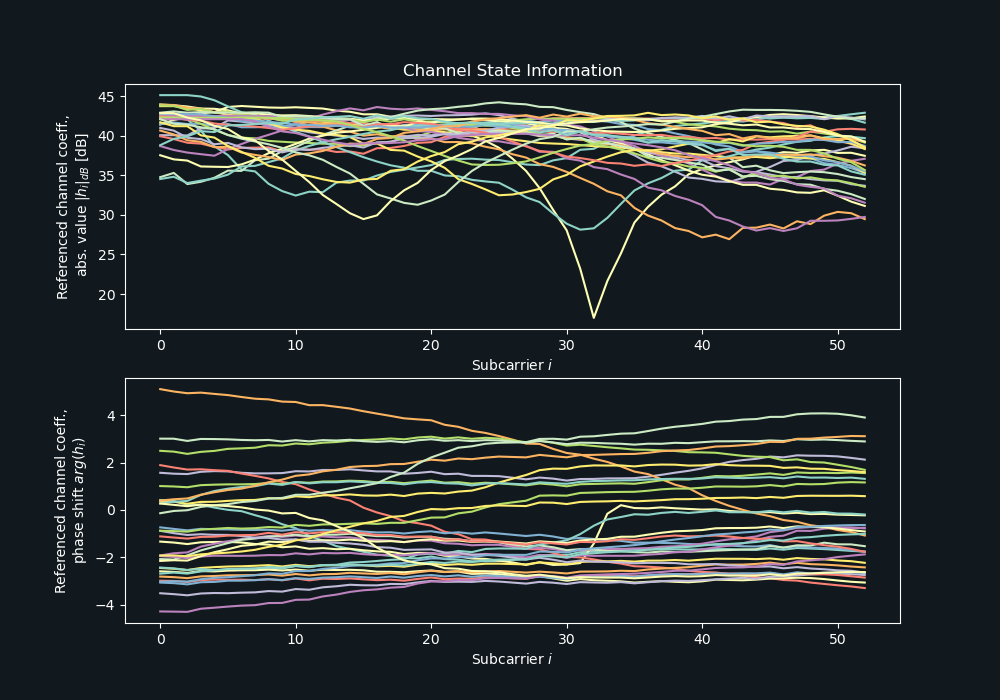 Channel State Information
Referenced channel coeff.,
abs. value |h_i|_dB [dB]
45
40
35
30
25
20
0 10 20 30 40 50
Subcarrier i
Referenced channel coeff.,
phase shift arg(h_i)
4
2
0
−2
−4
0 10 20 30 40 50
Subcarrier i